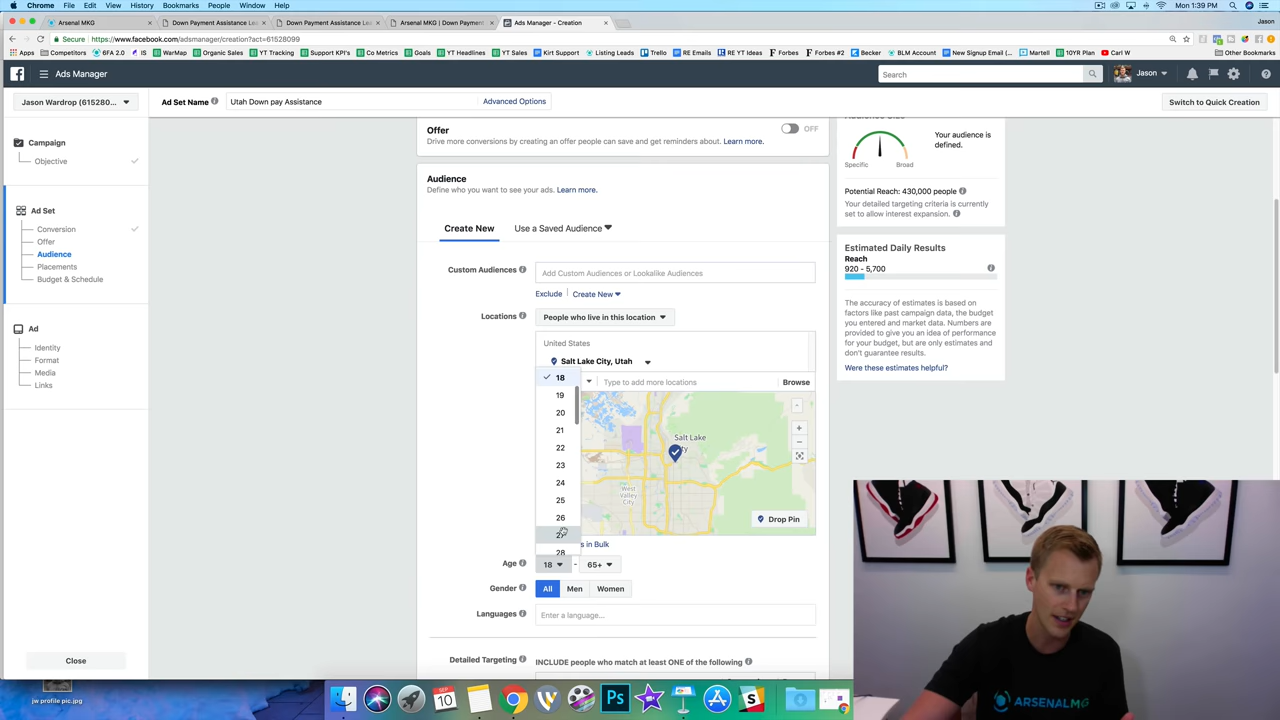 Chrome File Edit View History Bookmarks People Window Help
Mon 1:39 PM
Arsenal MKG
Down Payment Assistance Lea
Down Payment Assistance Lea
Arsenal MKG | Down Payment
Ads Manager - Creation
Jason
Secure https://www.facebook.com/adsmanager/creation?act=61528099
Apps Competitors 6FA 2.0 IS WarMap Organic Sales YT Tracking Support KPI's Co Metrics Goals YT Headlines YT Sales Kirt Support Listing Leads Trello RE Emails RE YT Ideas Forbes Forbes #2 Becker BLM Account New Signup Email ... Martell 10YR Plan Carl W Other Bookmarks
Ads Manager
Search
Jason
Jason Wardrop (615280...
Ad Set Name
Utah Down pay Assistance
Advanced Options
Switch to Quick Creation
Campaign
Objective
Ad Set
Conversion
Offer
Audience
Placements
Budget & Schedule
Ad
Identity
Format
Media
Links
Close
Offer
OFF
Drive more conversions by creating an offer people can save and get reminders about. Learn more.
Audience
Define who you want to see your ads. Learn more.
Create New
Use a Saved Audience
Custom Audiences
Add Custom Audiences or Lookalike Audiences
Exclude
Create New
Locations
People who live in this location
United States
Salt Lake City, Utah
Type to add more locations
Browse
18
19
20
21
22
23
24
25
26
28
Salt Lake
West
Valley
City
Drop Pin
s in Bulk
Age
18 - 65+
Gender
All Men Women
Languages
Enter a language...
Detailed Targeting
INCLUDE people who match at least ONE of the following
Your audience is
defined.
Specific
Broad
Potential Reach: 430,000 people
Your detailed targeting criteria is currently
set to allow interest expansion.
Estimated Daily Results
Reach
920 - 5,700
The accuracy of estimates is based on
factors like past campaign data, the budget
you entered and market data. Numbers are
provided to give you an idea of performance
for your budget, but are only estimates and
don't guarantee results.
Were these estimates helpful?
ARSENALMG
jw profile pic.jpg
SEP
10
Ps